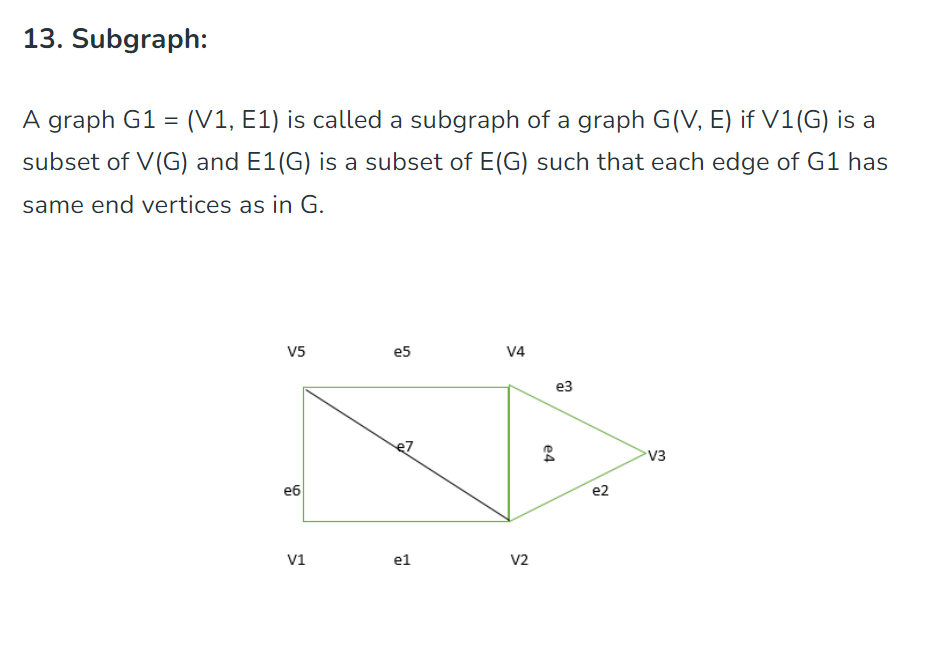 13. Subgraph:
A graph G1 = (V1, E1) is called a subgraph of a graph G(V, E) if V1(G) is a
subset of V(G) and E1(G) is a subset of E(G) such that each edge of G1 has
same end vertices as in G.
V5 e5 V4
e3
e7
e4
V3
e6
e2
V1 e1 V2